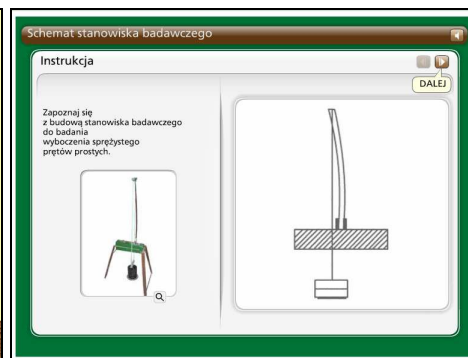 Schemat stanowiska badawczego
Instrukcja
DALEJ
Zapoznaj się
z budową stanowiska badawczego
do badania
wyboczenia sprężystego
prętów prostych.